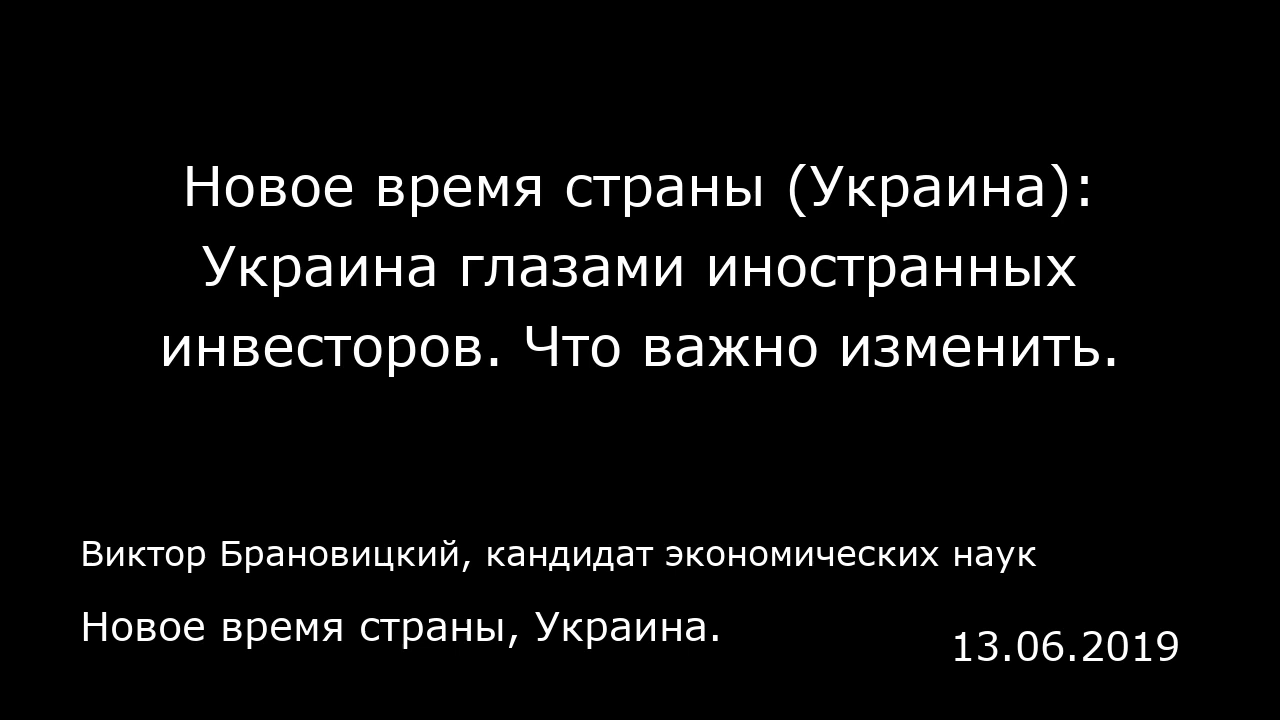 Новое время страны (Украина):
Украина глазами иностранных
инвесторов. Что важно изменить.
Виктор Брановицкий, кандидат экономических наук
Новое время страны, Украина.
13.06.2019